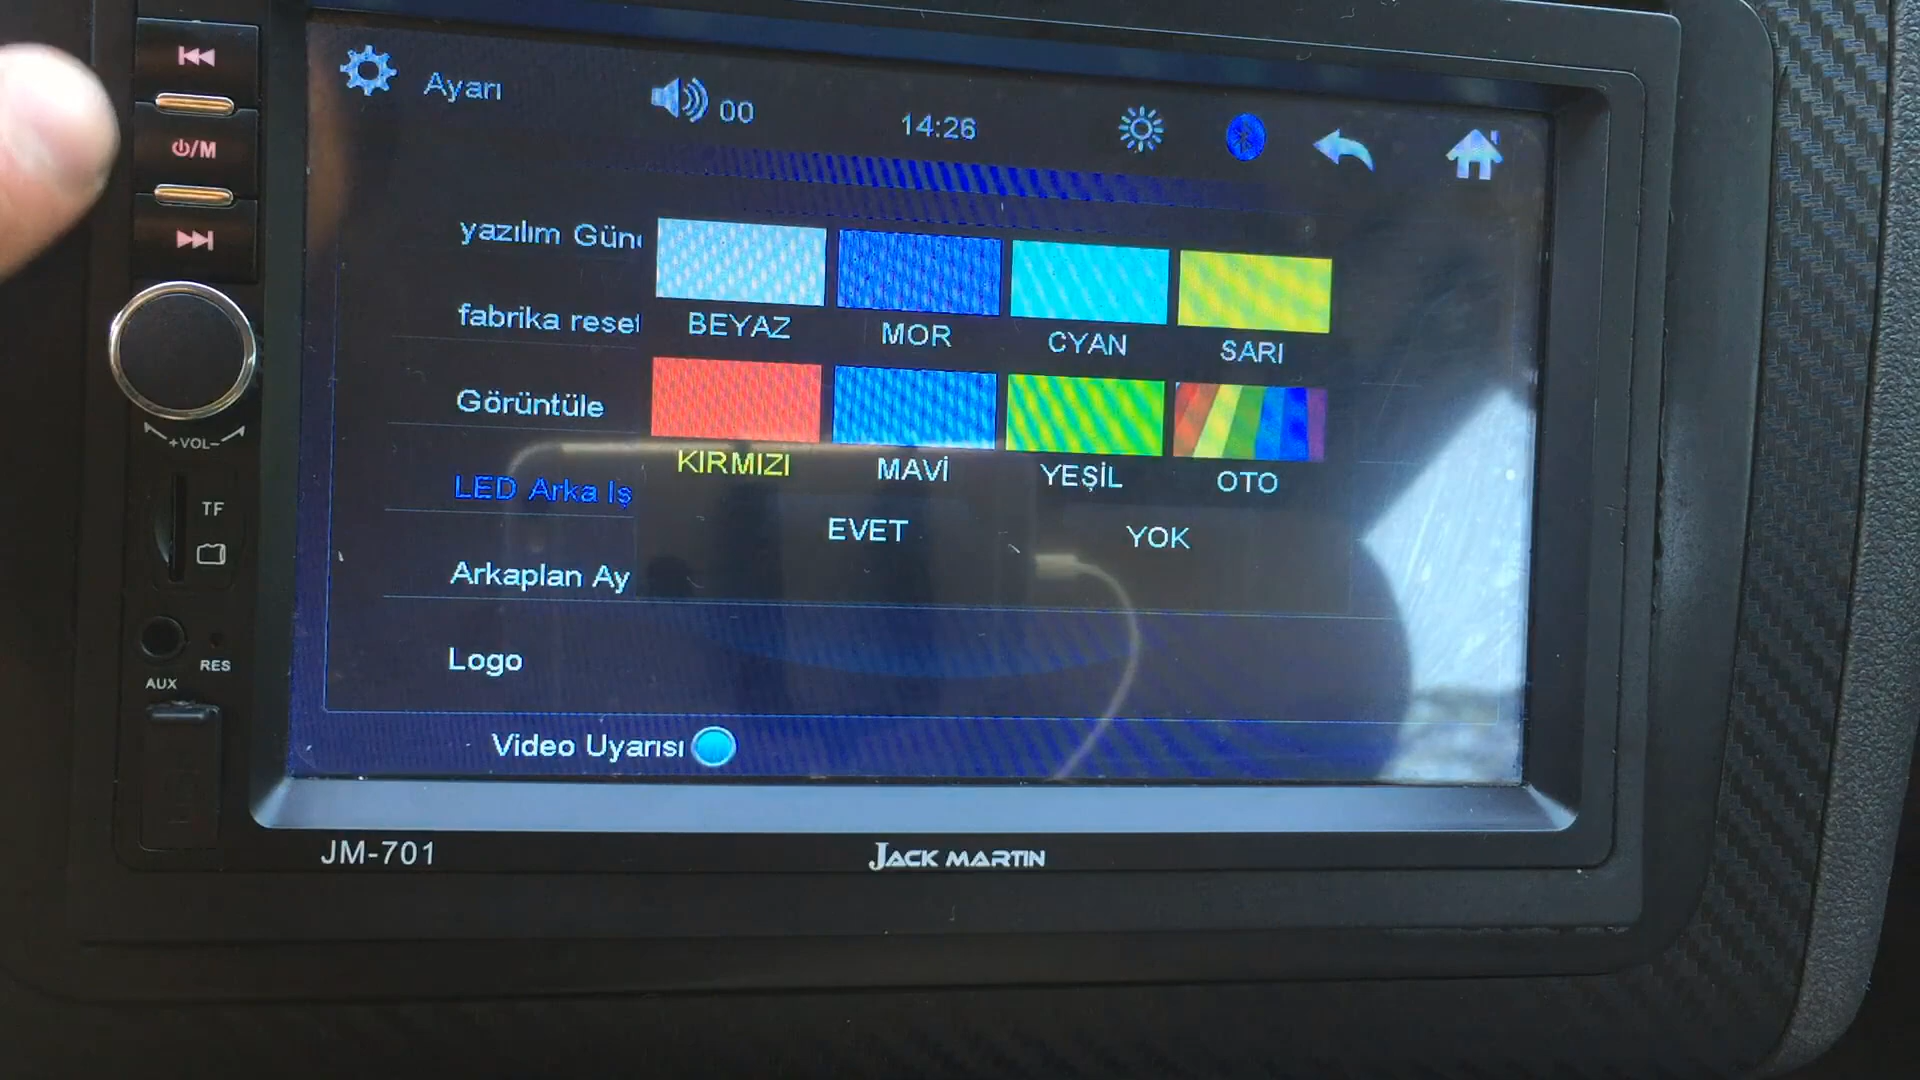 Ayarı
00
14:26
yazılım Gün
BEYAZ
MOR
CYAN
SARI
fabrika reset
Görüntüle
KIRMIZI
MAVİ
YEŞİL
OTO
LED Arka Iş
EVET
YOK
Arkaplan Ay
Logo
Video Uyarısı
/M
+VOL-
TF
RES
AUX
JM-701
JACK MARTIN